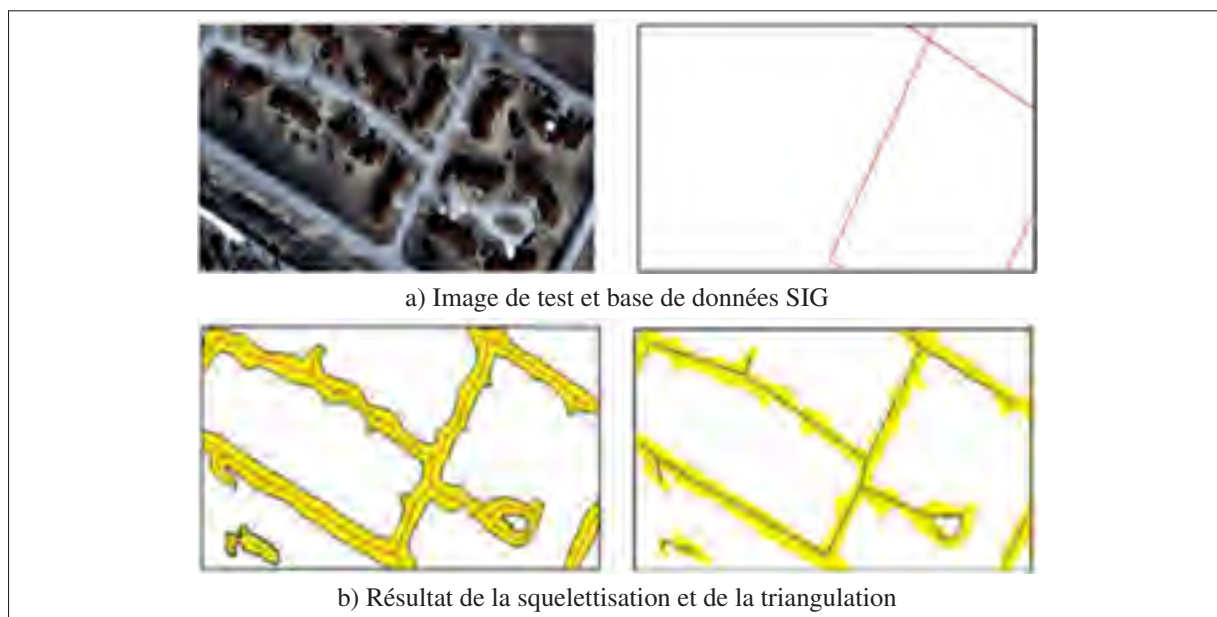 a) Image de test et base de données SIG
b) Résultat de la squelettisation et de la triangulation